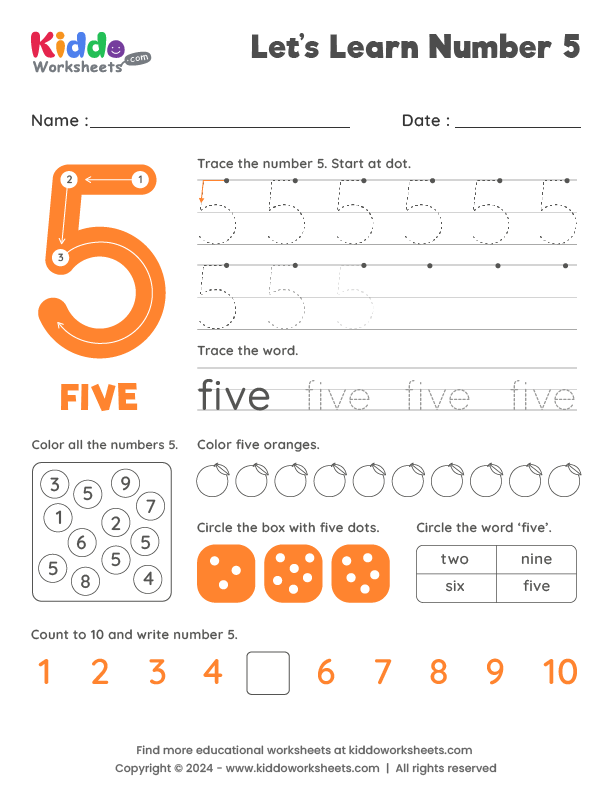 Kiddo
Worksheets .com
Let's Learn Number 5
Name : Date :
1
2
3
Trace the number 5. Start at dot.
5 5 5 5 5 5
5 5 5
Trace the word.
FIVE
five five five five
Color all the numbers 5.
3 5 9
7
1 2
6 5
5 5
8 4
Color five oranges.
Circle the box with five dots.
Circle the word ‘five’.
two nine
six five
Count to 10 and write number 5.
1 2 3 4 6 7 8 9 10
Find more educational worksheets at kiddoworksheets.com
Copyright © 2024 - www.kiddoworksheets.com | All rights reserved